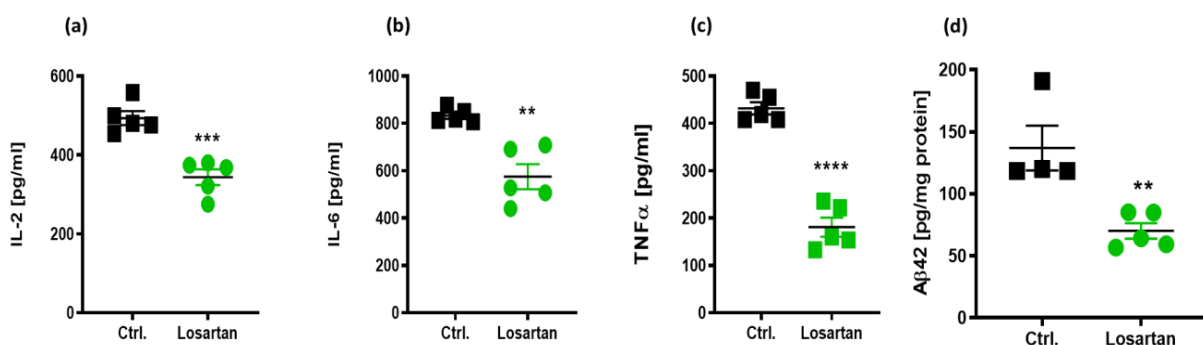 (a)
IL-2 [pg/ml]
600
400
200
0
***
Ctrl.
Losartan
(b)
IL-6 [pg/ml]
1000
800
600
400
200
0
**
Ctrl.
Losartan
(c)
TNFα [pg/ml]
500
400
300
200
100
0
****
Ctrl.
Losartan
(d)
Aβ42 [pg/mg protein]
200
150
100
50
0
**
Ctrl.
Losartan